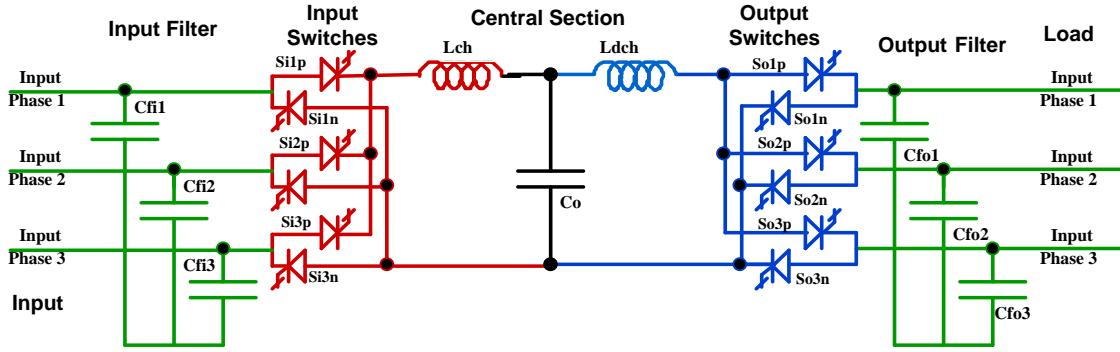 Input Filter
Input
Switches
Central Section
Output
Switches
Output Filter
Load
Input
Phase 1
Cfi1
Si1p
Si1n
Lch
Ldch
So1p
So1n
Input
Phase 1
Input
Phase 2
Cfi2
Si2p
Si3p
Co
So2p
So2n
Cfo1
Input
Phase 2
Input
Phase 3
Cfi3
Si3n
So3p
So3n
Cfo2
Input
Phase 3
Input
Cfo3